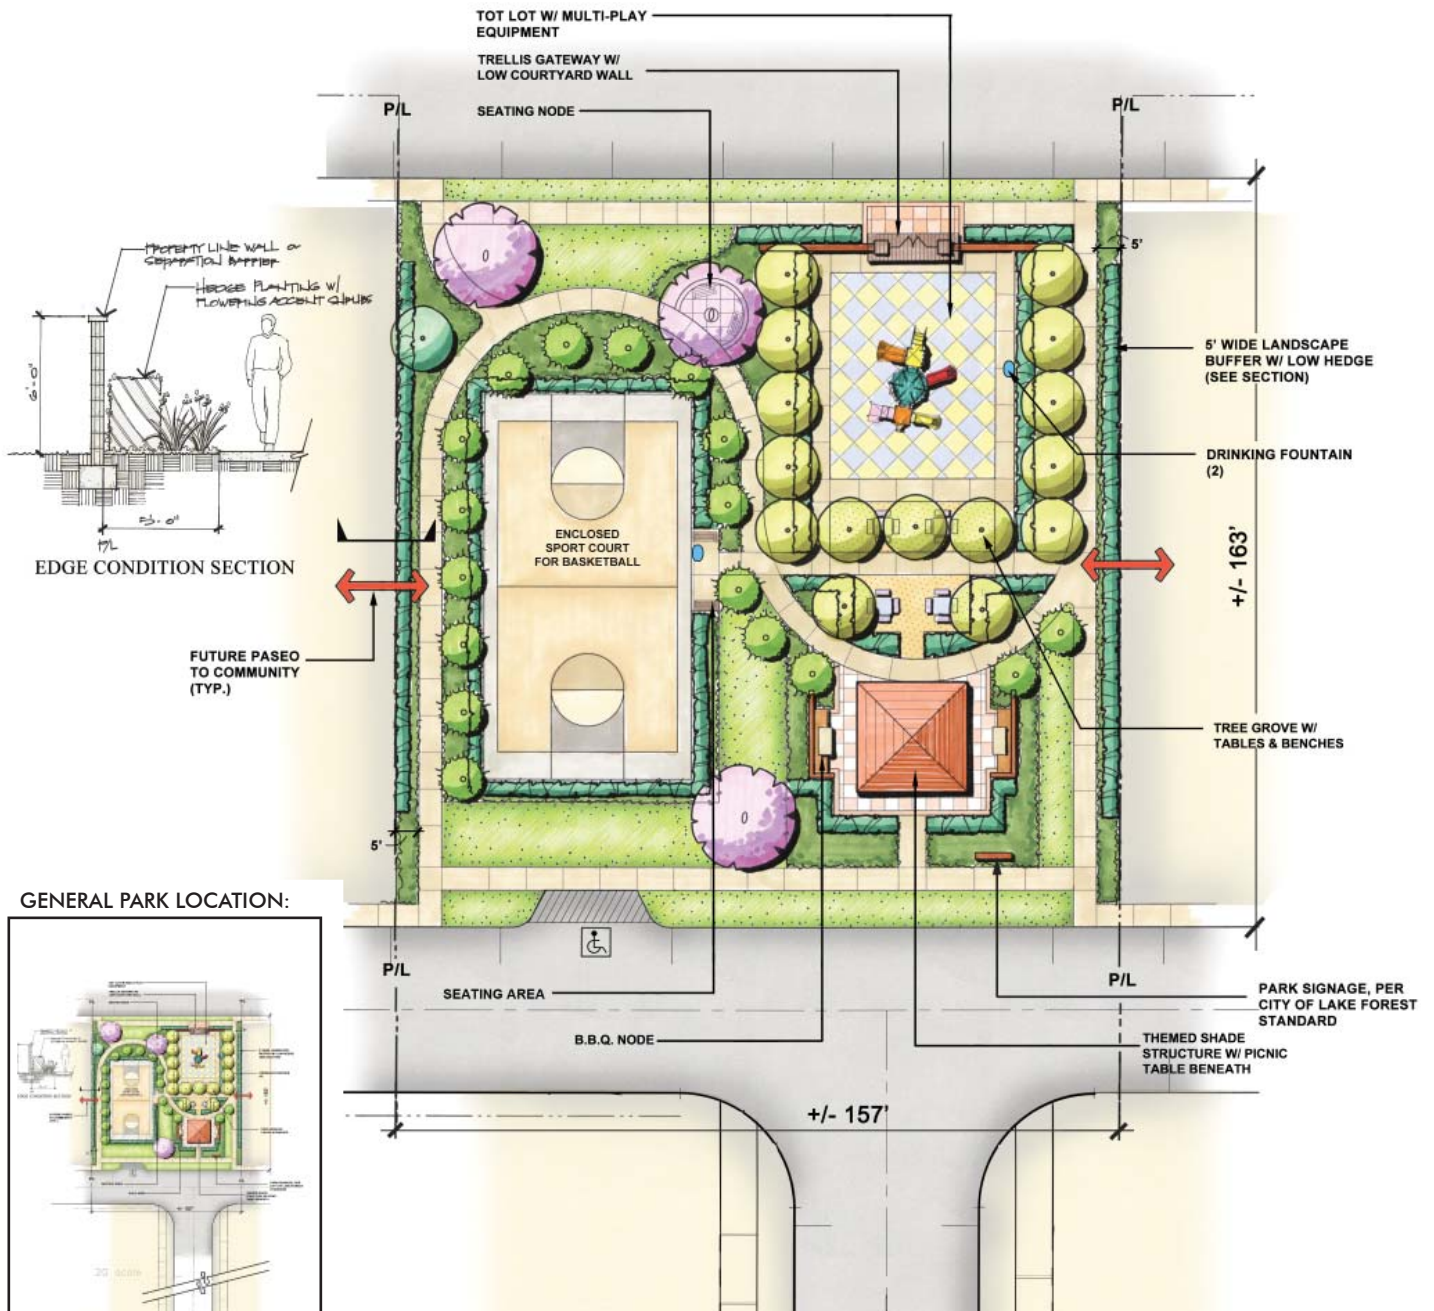 TOT LOT W/ MULTI-PLAY
EQUIPMENT
TRELLIS GATEWAY W/
LOW COURTYARD WALL
SEATING NODE
P/L
P/L
5'
PROPERTY LINE WALL or
SEPARATION BARRIER
HEDGE PLANTING W/
FLOWERING ACCENT SHRUBS
6'-0"
5'-0"
PL
EDGE CONDITION SECTION
5' WIDE LANDSCAPE
BUFFER W/ LOW HEDGE
(SEE SECTION)
DRINKING FOUNTAIN
(2)
ENCLOSED
SPORT COURT
FOR BASKETBALL
+/- 163'
FUTURE PASEO
TO COMMUNITY
(TYP.)
TREE GROVE W/
TABLES & BENCHES
5'
GENERAL PARK LOCATION:
P/L
P/L
SEATING AREA
B.B.Q. NODE
PARK SIGNAGE, PER
CITY OF LAKE FOREST
STANDARD
THEMED SHADE
STRUCTURE W/ PICNIC
TABLE BENEATH
+/- 157'
20' scale